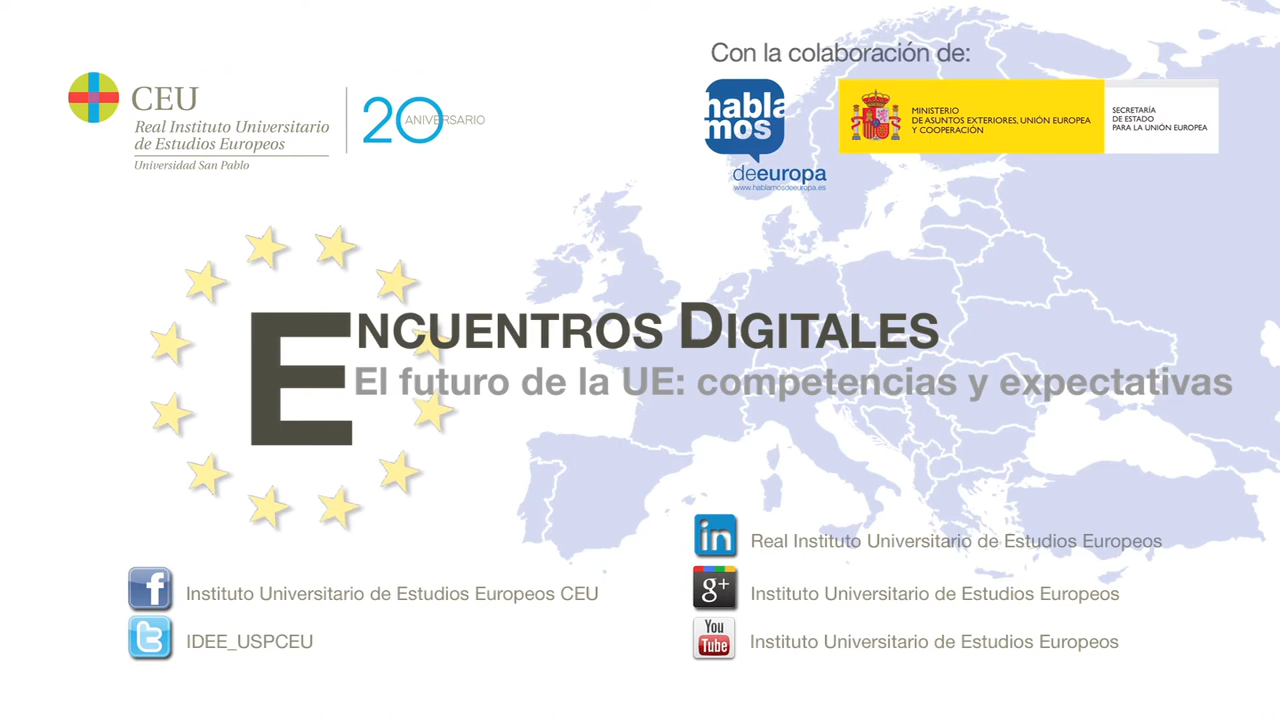 CEU
Real Instituto Universitario
de Estudios Europeos
Universidad San Pablo
20 ANIVERSARIO
Con la colaboración de:
habla
mos
deeuropa
www.hablamosdeeuropa.es
MINISTERIO
DE ASUNTOS EXTERIORES, UNIÓN EUROPEA
Y COOPERACIÓN
SECRETARÍA
DE ESTADO
PARA LA UNIÓN EUROPEA
ENCUENTROS DIGITALES
El futuro de la UE: competencias y expectativas
in Real Instituto Universitario de Estudios Europeos
f Instituto Universitario de Estudios Europeos CEU
g+ Instituto Universitario de Estudios Europeos
t IDEE_USPCEU
You
Tube Instituto Universitario de Estudios Europeos